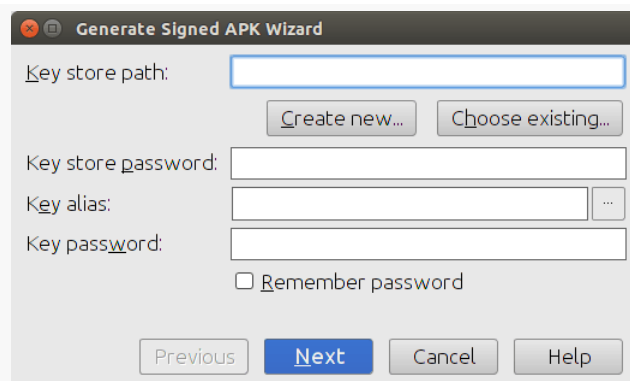 Generate Signed APK Wizard
Key store path:
Create new... Choose existing...
Key store password:
Key alias:
...
Key password:
Remember password
Previous Next Cancel Help